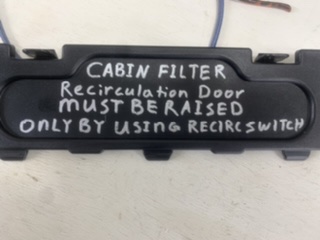 CABIN FILTER
Recirculation Door
MUST BE RAISED
ONLY BY USING RECIRC SWITCH